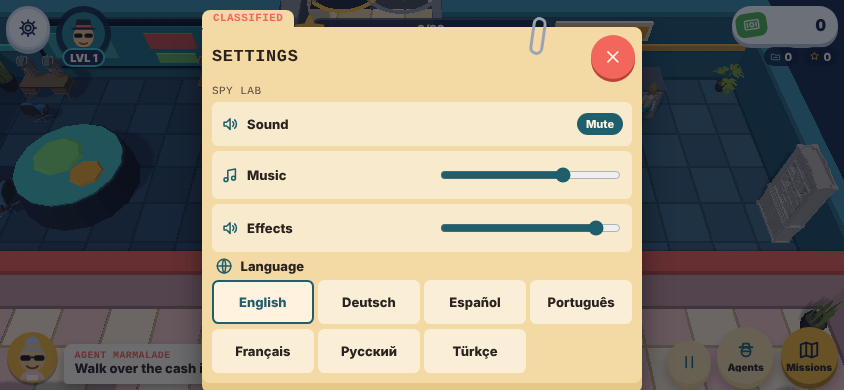 CLASSIFIED
SETTINGS
0
LVL 1
0 0
SPY LAB
Sound Mute
Music
Effects
Language
English Deutsch Español Português
Français Русский Türkçe
AGENT MARMALADE
Walk over the cash i
Agents
Missions